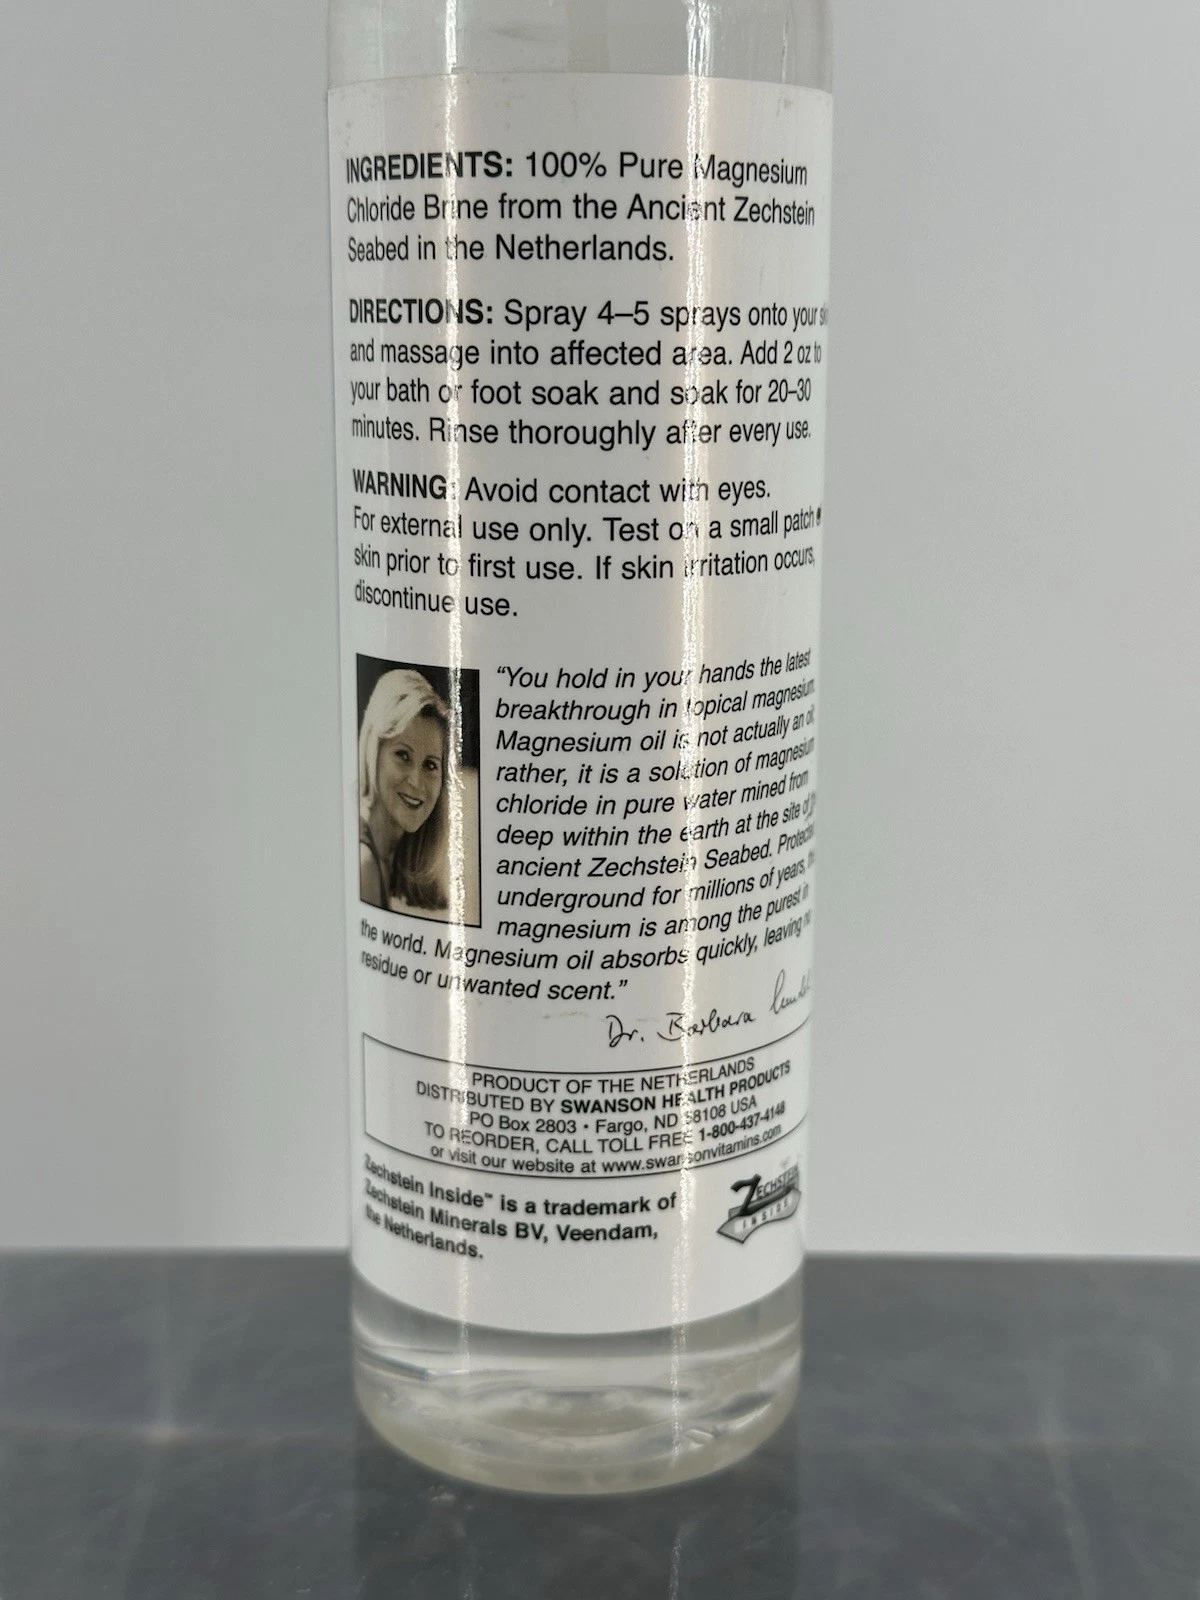 INGREDIENTS: 100% Pure Magnesium
Chloride Brine from the Ancient Zechstein
Seabed in the Netherlands.
DIRECTIONS: Spray 4–5 sprays onto your
and massage into affected area. Add 2 oz to
your bath or foot soak and soak for 20–30
minutes. Rinse thoroughly after every use.
WARNING: Avoid contact with eyes.
For external use only. Test on a small patch
skin prior to first use. If skin irritation occurs,
discontinue use.
“You hold in your hands the latest
breakthrough in topical magnesium.
Magnesium oil is not actually an oil;
rather, it is a solution of magnesium
chloride in pure water mined from
deep within the earth at the site of
ancient Zechstein Seabed. Protected
underground for millions of years,
magnesium is among the purest in
the world. Magnesium oil absorbs quickly, leaving no
residue or unwanted scent.”
Dr. Barbara
PRODUCT OF THE NETHERLANDS
DISTRIBUTED BY SWANSON HEALTH PRODUCTS
PO Box 2803 • Fargo, ND 58108 USA
TO REORDER, CALL TOLL FREE 1-800-437-4148
or visit our website at www.swansonvitamins.com
Zechstein Inside™ is a trademark of
Zechstein Minerals BV, Veendam,
the Netherlands.
ZECHSTEIN
INSIDE